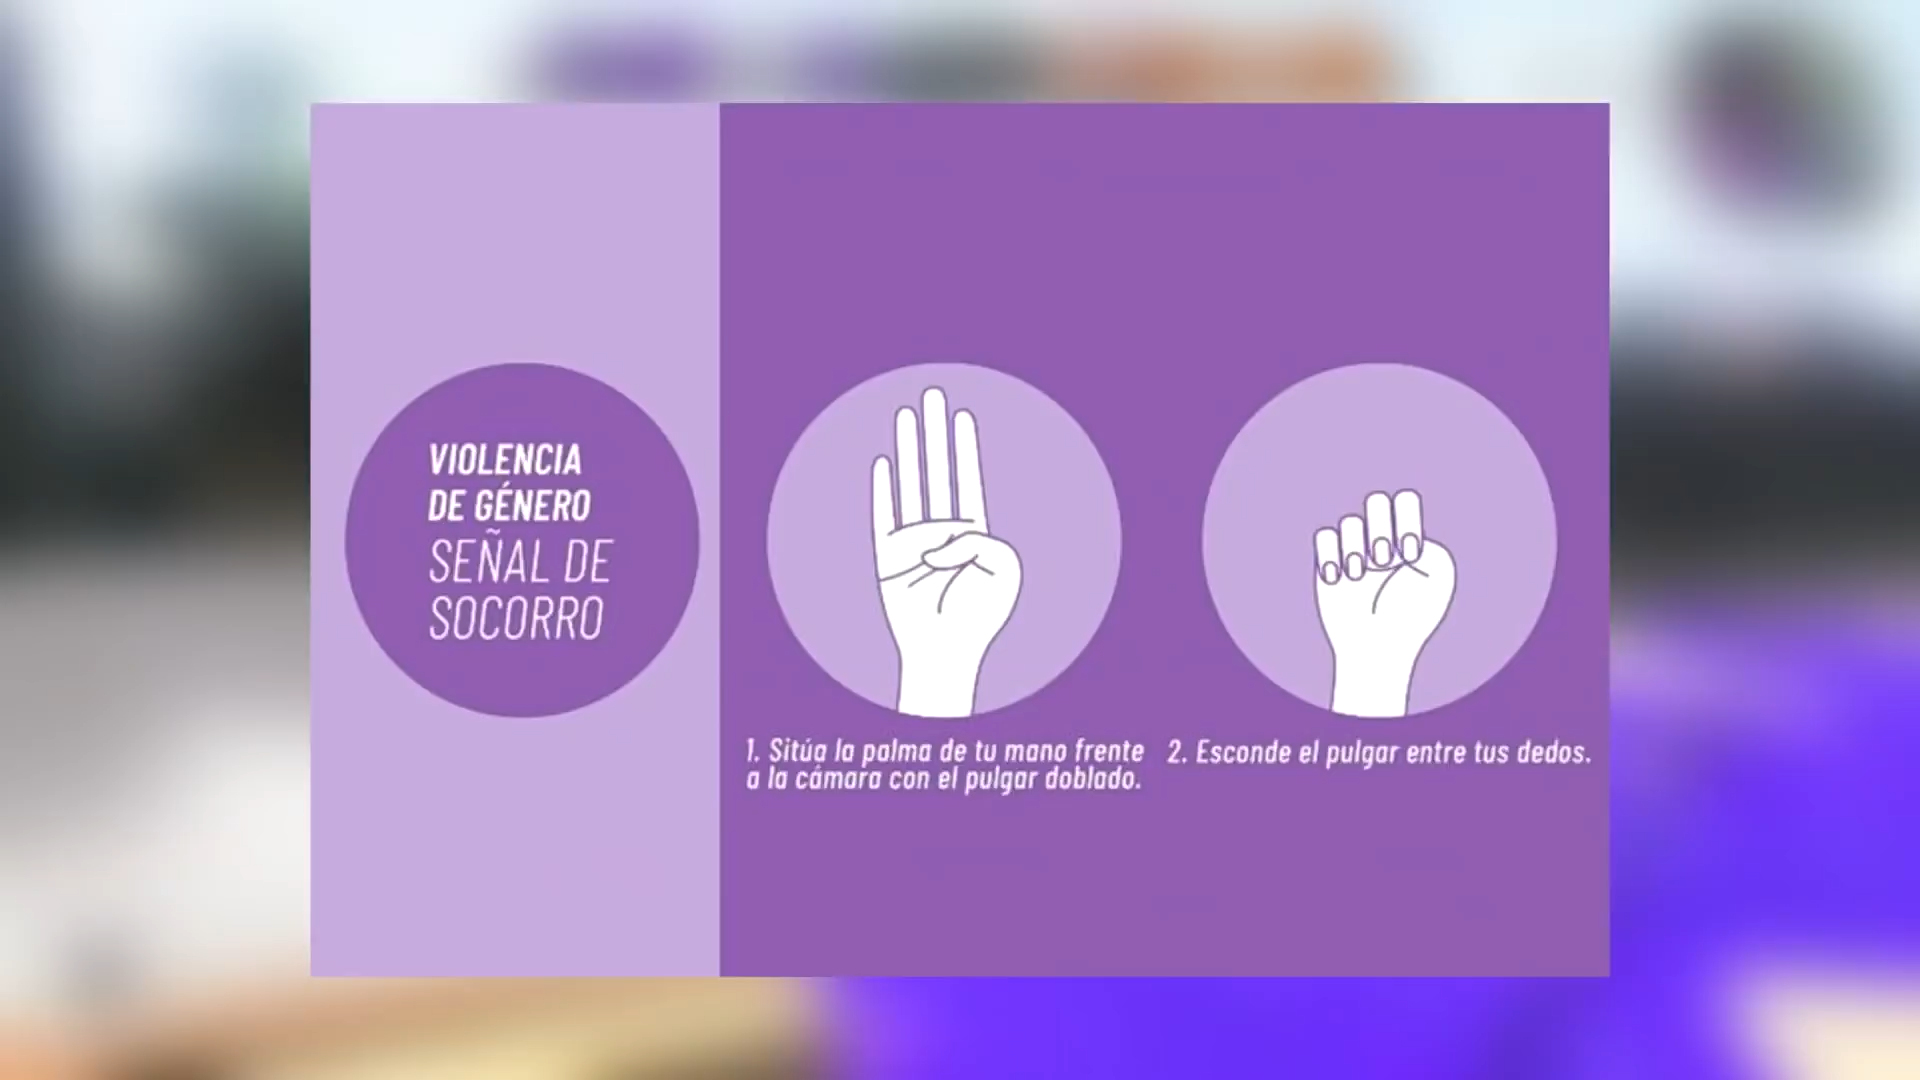 VIOLENCIA
DE GÉNERO
SEÑAL DE
SOCORRO
1. Sitúa la palma de tu mano frente
a la cámara con el pulgar doblado.
2. Esconde el pulgar entre tus dedos.